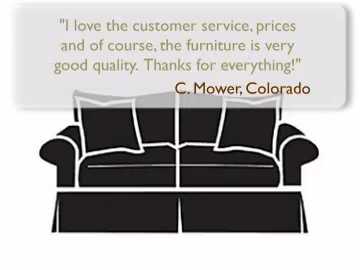 "I love the customer service, prices
and of course, the furniture is very
good quality. Thanks for everything!"
C. Mower, Colorado